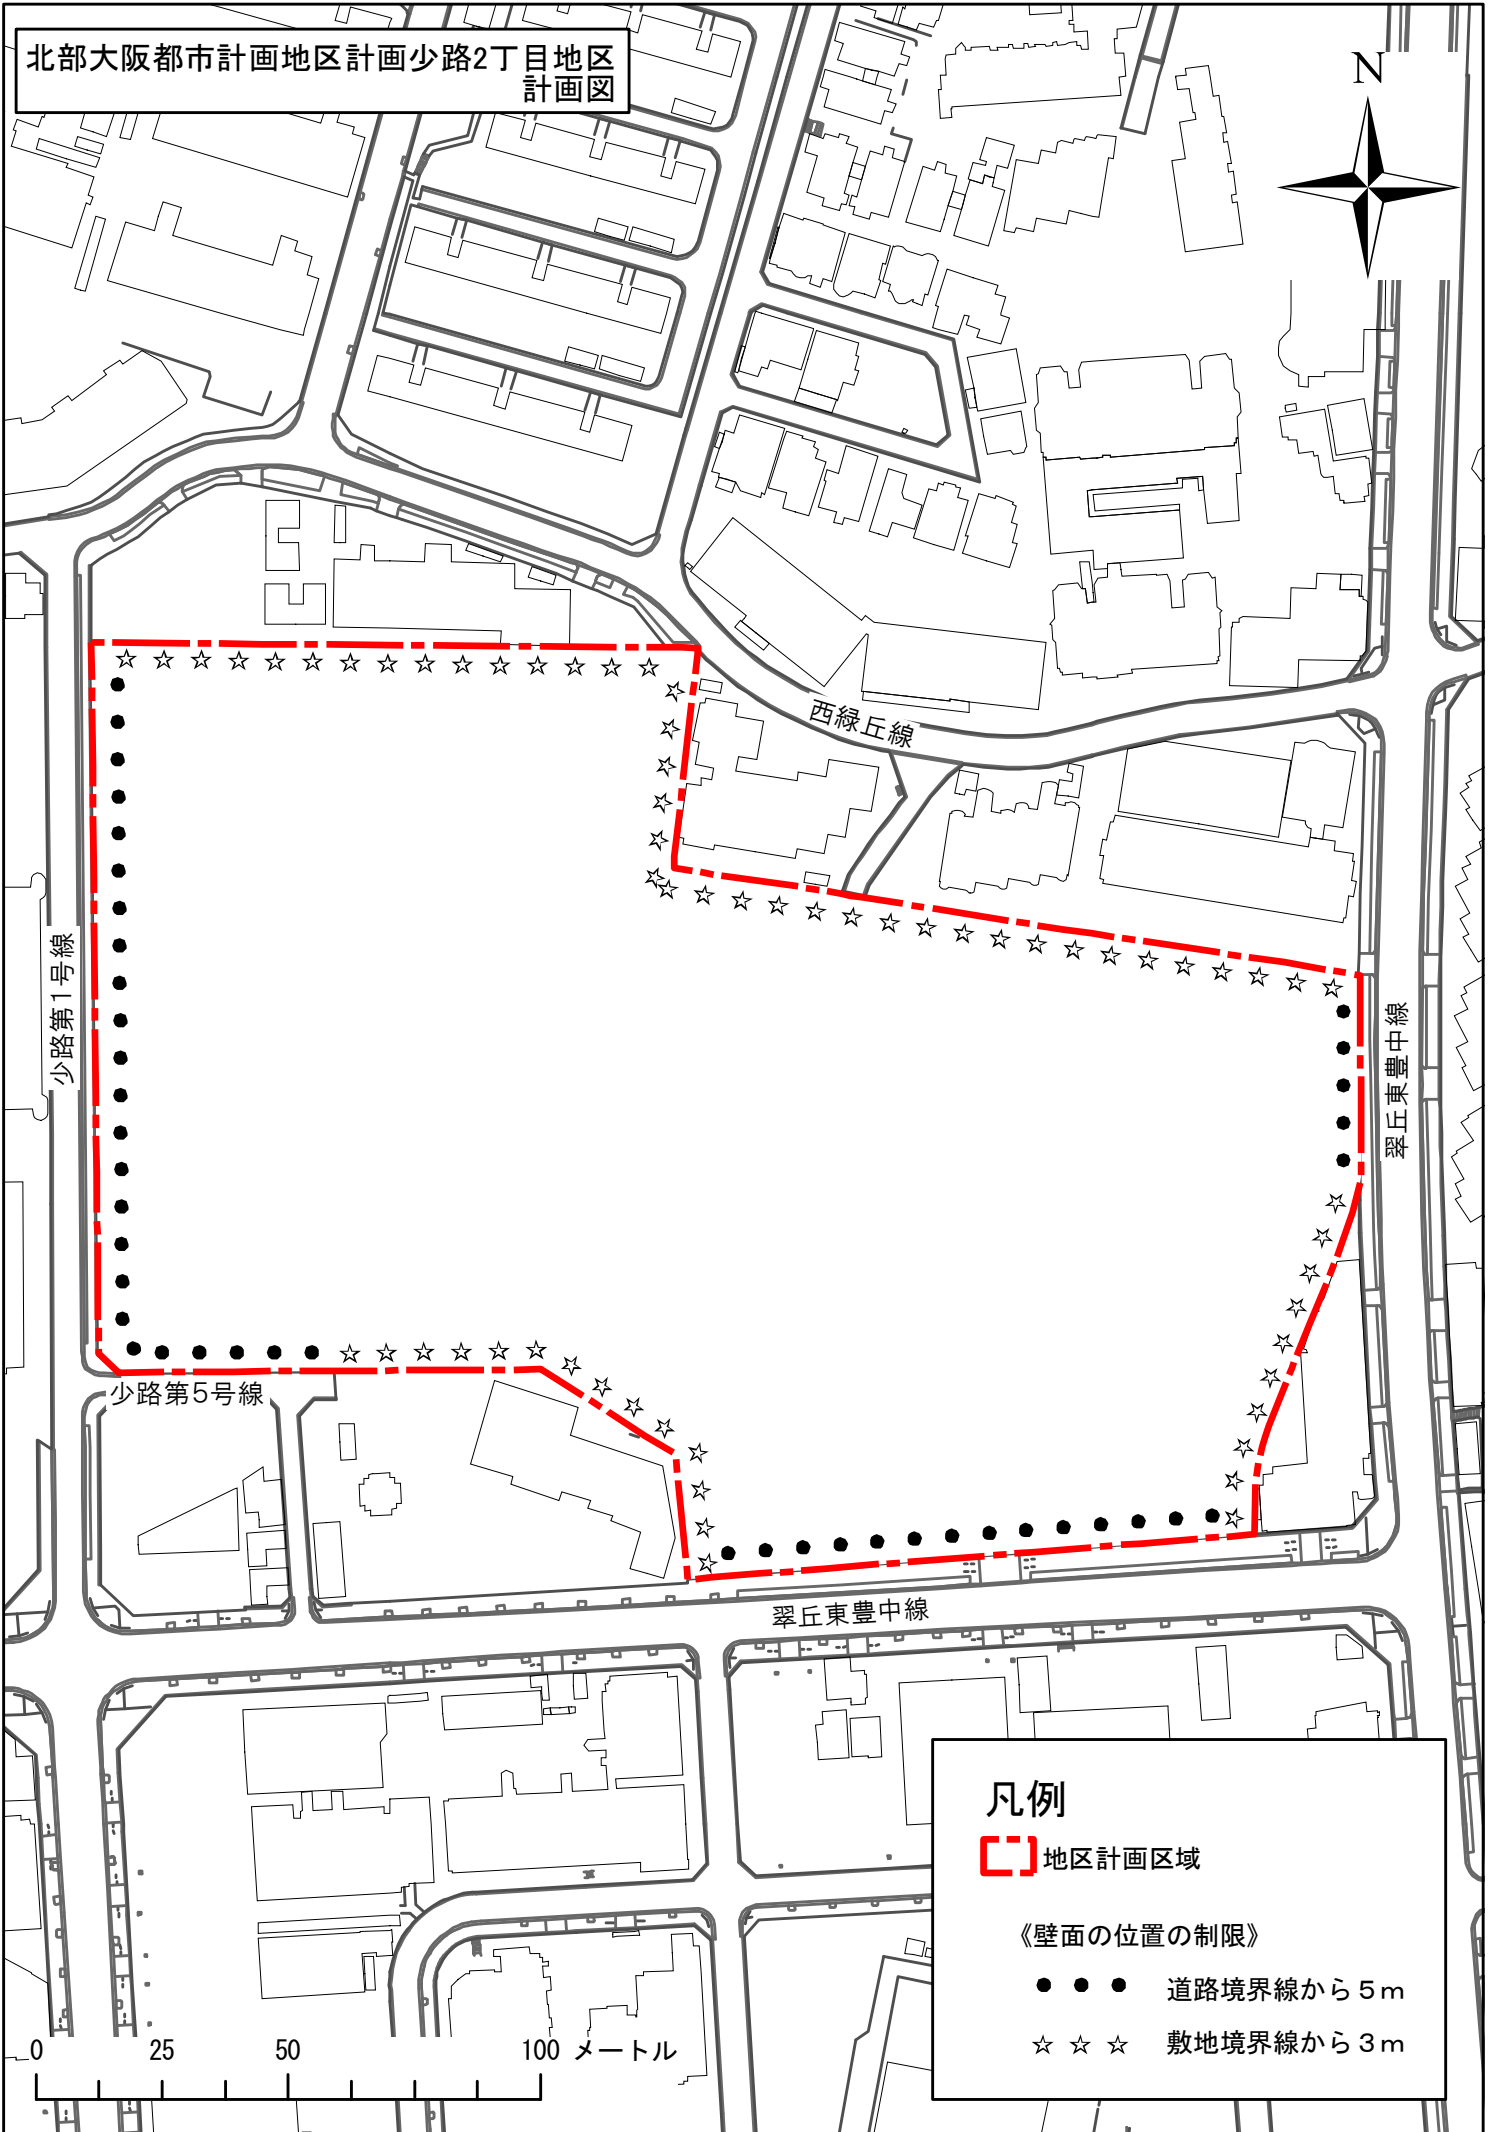 北部大阪都市計画地区計画少路2丁目地区
計画図
N
西緑丘線
少路第1号線
翠丘東豊中線
少路第5号線
翠丘東豊中線
凡例
地区計画区域
《壁面の位置の制限》
道路境界線から5m
敷地境界線から3m
0 25 50 100 メートル